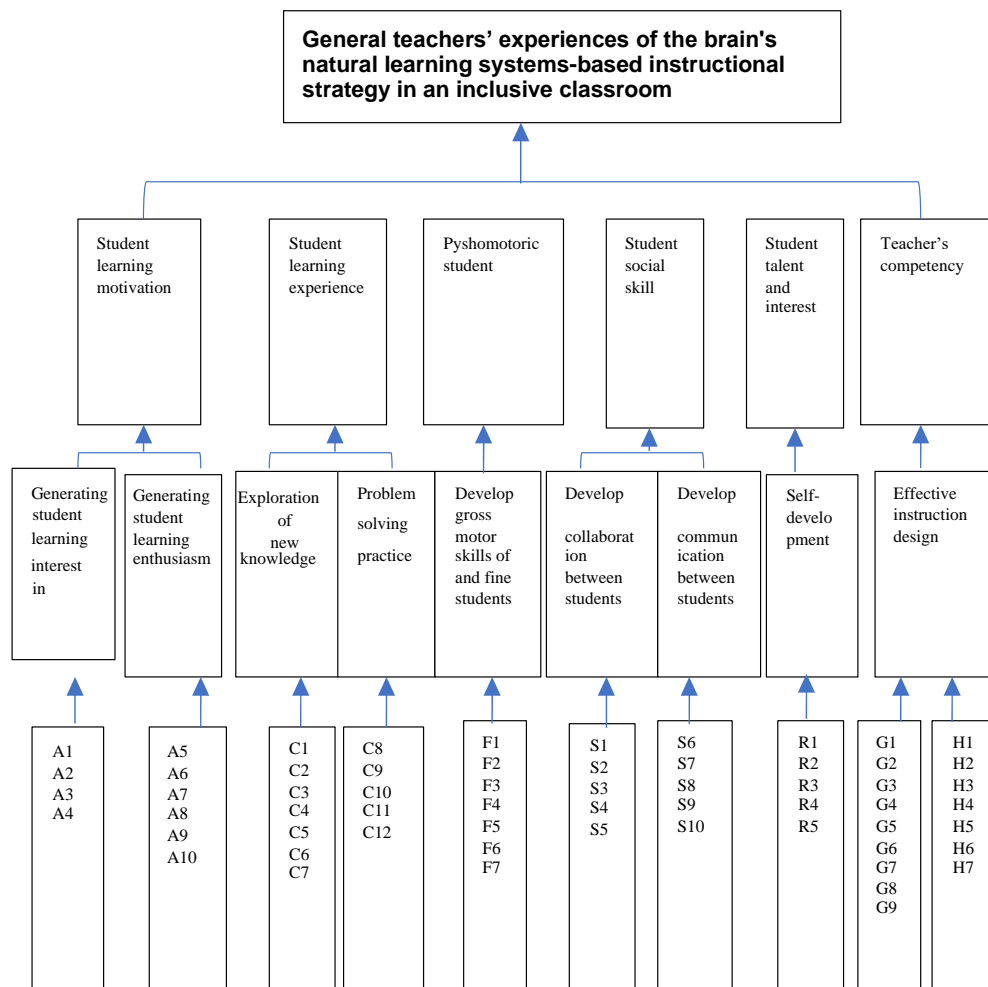 General teachers’ experiences of the brain's
natural learning systems-based instructional
strategy in an inclusive classroom
Student
learning
motivation
Student
learning
experience
Pyshomotoric
student
Student
social
skill
Student
talent
and
interest
Teacher’s
competency
Generating
student
learning
interest
in
Generating
student
learning
enthusiasm
Exploration
of
new
knowledge
Problem
solving
practice
Develop
gross
motor
skills of
and fine
students
Develop
collaborat
ion
between
students
Develop
commun
ication
between
students
Self-
develo
pment
Effective
instruction
design
A1
A2
A3
A4
A5
A6
A7
A8
A9
A10
C1
C2
C3
C4
C5
C6
C7
C8
C9
C10
C11
C12
F1
F2
F3
F4
F5
F6
F7
S1
S2
S3
S4
S5
S6
S7
S8
S9
S10
R1
R2
R3
R4
R5
G1
G2
G3
G4
G5
G6
G7
G8
G9
H1
H2
H3
H4
H5
H6
H7